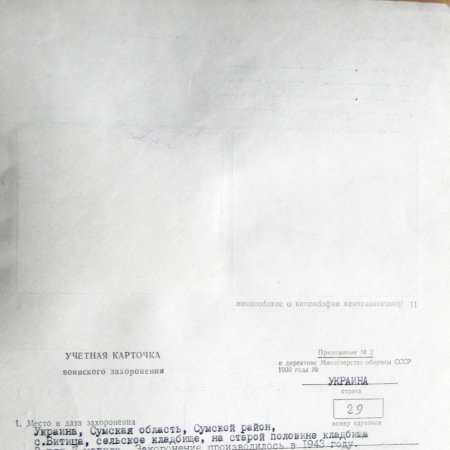 11. Дополнительная информация о захоронении
УЧЕТНАЯ КАРТОЧКА
воинского захоронения
Приложение № 2
к директиве Министерства обороны СССР
1990 года №
УКРАИНА
страна
29
номер карточки
1. Место и дата захоронения
Украина, Сумская область, Сумской район,
с.Битица, сельское кладбище, на старой половине кладбища
Захоронение производилось в 1943 году.